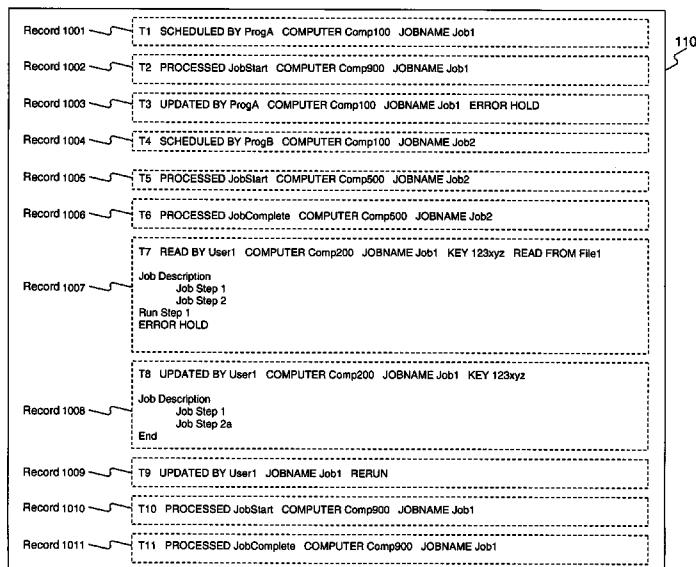 110
Record 1001 T1 SCHEDULED BY ProgA COMPUTER Comp100 JOBNAME Job1
Record 1002 T2 PROCESSED JobStart COMPUTER Comp900 JOBNAME Job1
Record 1003 T3 UPDATED BY ProgA COMPUTER Comp100 JOBNAME Job1 ERROR HOLD
Record 1004 T4 SCHEDULED BY ProgB COMPUTER Comp100 JOBNAME Job2
Record 1005 T5 PROCESSED JobStart COMPUTER Comp500 JOBNAME Job2
Record 1006 T6 PROCESSED JobComplete COMPUTER Comp500 JOBNAME Job2
T7 READ BY User1 COMPUTER Comp200 JOBNAME Job1 KEY 123xyz READ FROM File1
Record 1007 Job Description
Job Step 1
Job Step 2
Run Step 1
ERROR HOLD
T8 UPDATED BY User1 COMPUTER Comp200 JOBNAME Job1 KEY 123xyz
Job Description
Record 1008 Job Step 1
Job Step 2a
End
Record 1009 T9 UPDATED BY User1 JOBNAME Job1 RERUN
Record 1010 T10 PROCESSED JobStart COMPUTER Comp900 JOBNAME Job1
Record 1011 T11 PROCESSED JobComplete COMPUTER Comp900 JOBNAME Job1